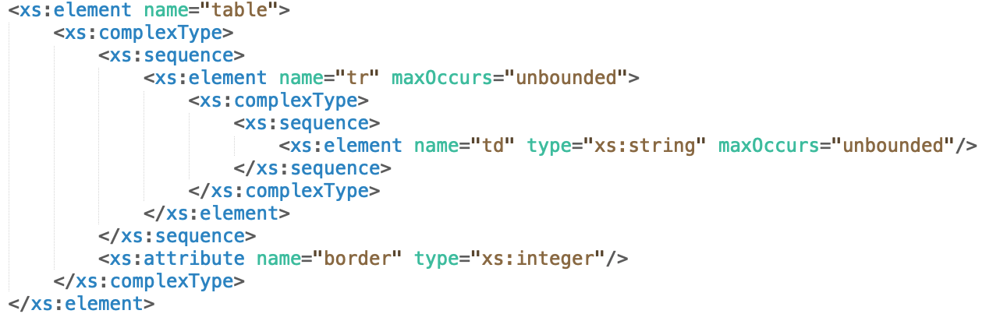 <xs:element name="table">
    <xs:complexType>
        <xs:sequence>
            <xs:element name="tr" maxOccurs="unbounded">
                <xs:complexType>
                    <xs:sequence>
                        <xs:element name="td" type="xs:string" maxOccurs="unbounded"/>
                    </xs:sequence>
                </xs:complexType>
            </xs:element>
        </xs:sequence>
        <xs:attribute name="border" type="xs:integer"/>
    </xs:complexType>
</xs:element>